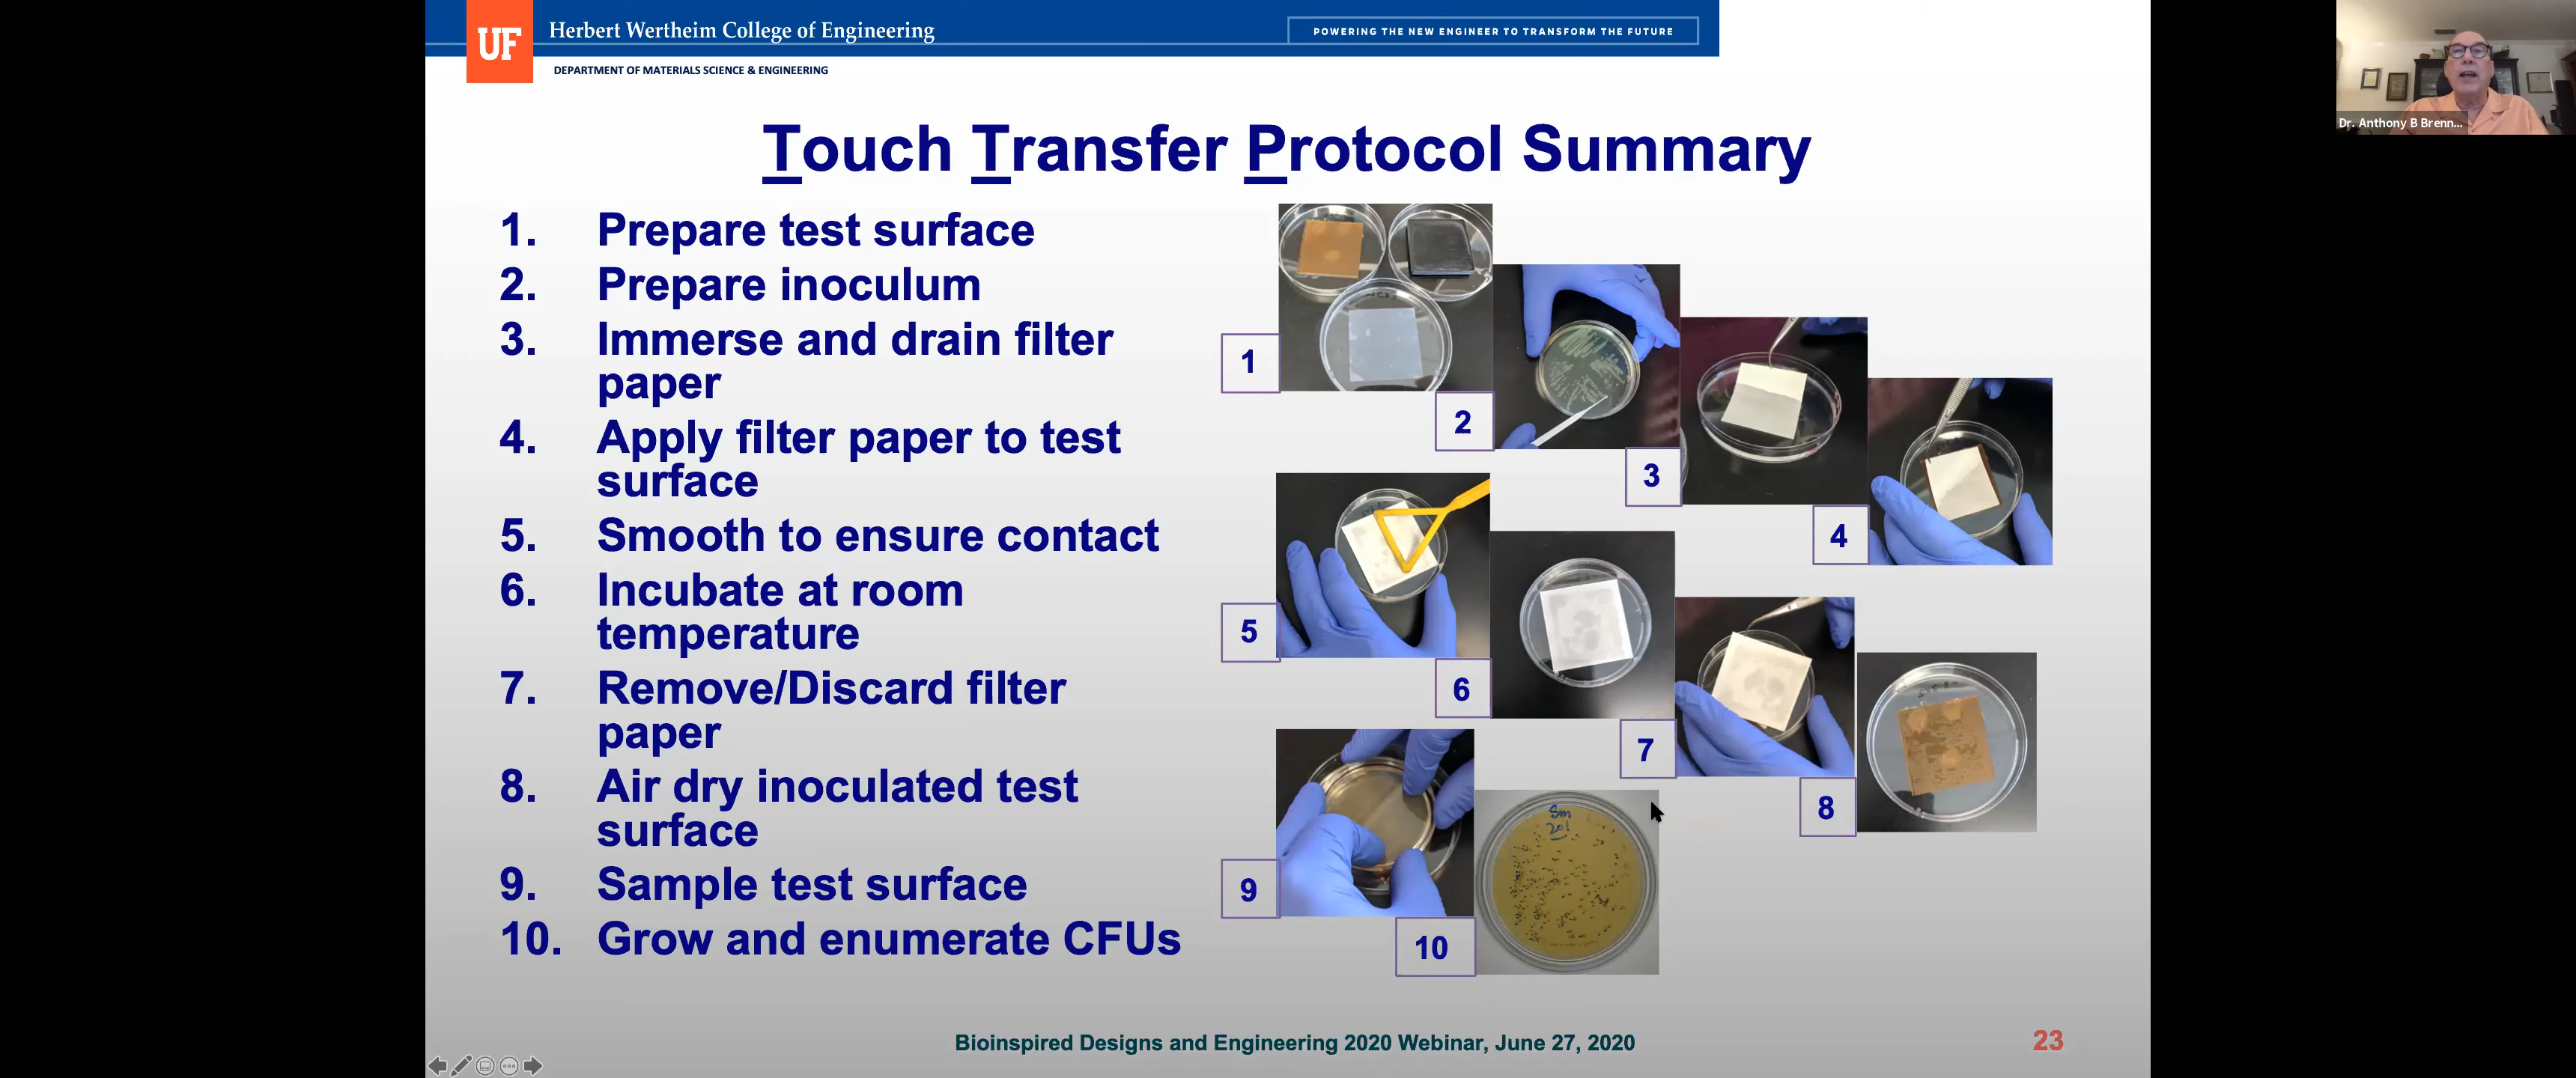 UF
Herbert Wertheim College of Engineering
POWERING THE NEW ENGINEER TO TRANSFORM THE FUTURE
DEPARTMENT OF MATERIALS SCIENCE & ENGINEERING
Dr. Anthony B Brenn...
Touch Transfer Protocol Summary
1. Prepare test surface
2. Prepare inoculum
3. Immerse and drain filter
paper
4. Apply filter paper to test
surface
5. Smooth to ensure contact
6. Incubate at room
temperature
7. Remove/Discard filter
paper
8. Air dry inoculated test
surface
9. Sample test surface
10. Grow and enumerate CFUs
1
2
3
4
5
6
7
8
9
10
Sm
201
Bioinspired Designs and Engineering 2020 Webinar, June 27, 2020
23